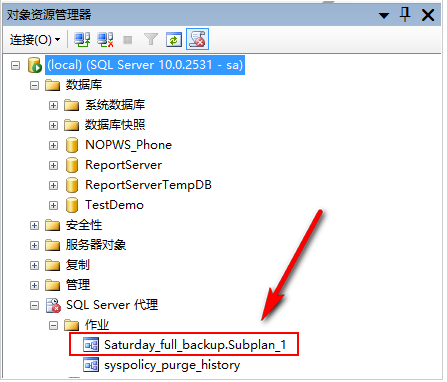 对象资源管理器
连接(O)
(local) (SQL Server 10.0.2531 - sa)
数据库
系统数据库
数据库快照
NOPWS_Phone
ReportServer
ReportServerTempDB
TestDemo
安全性
服务器对象
复制
管理
SQL Server 代理
作业
Saturday_full_backup.Subplan_1
syspolicy_purge_history